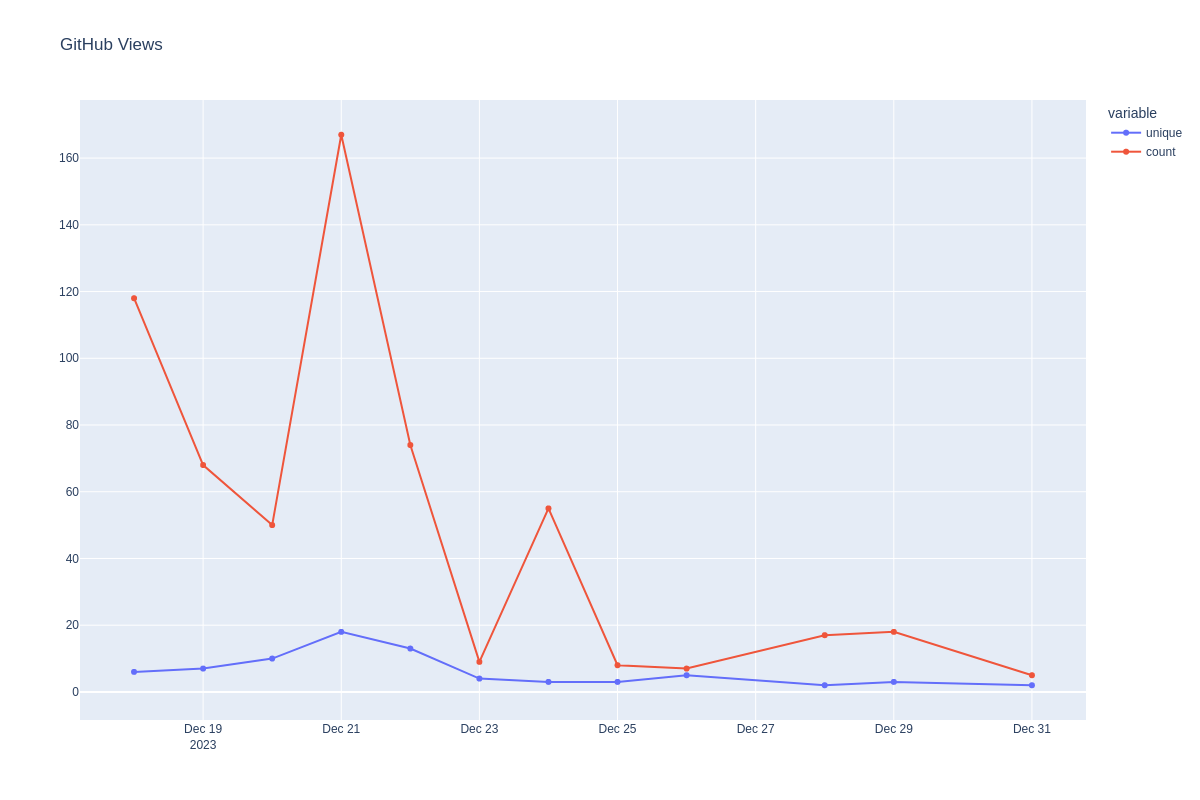 GitHub Views
variable
unique
count
160
140
120
100
80
60
40
20
0
Dec 19
2023
Dec 21
Dec 23
Dec 25
Dec 27
Dec 29
Dec 31